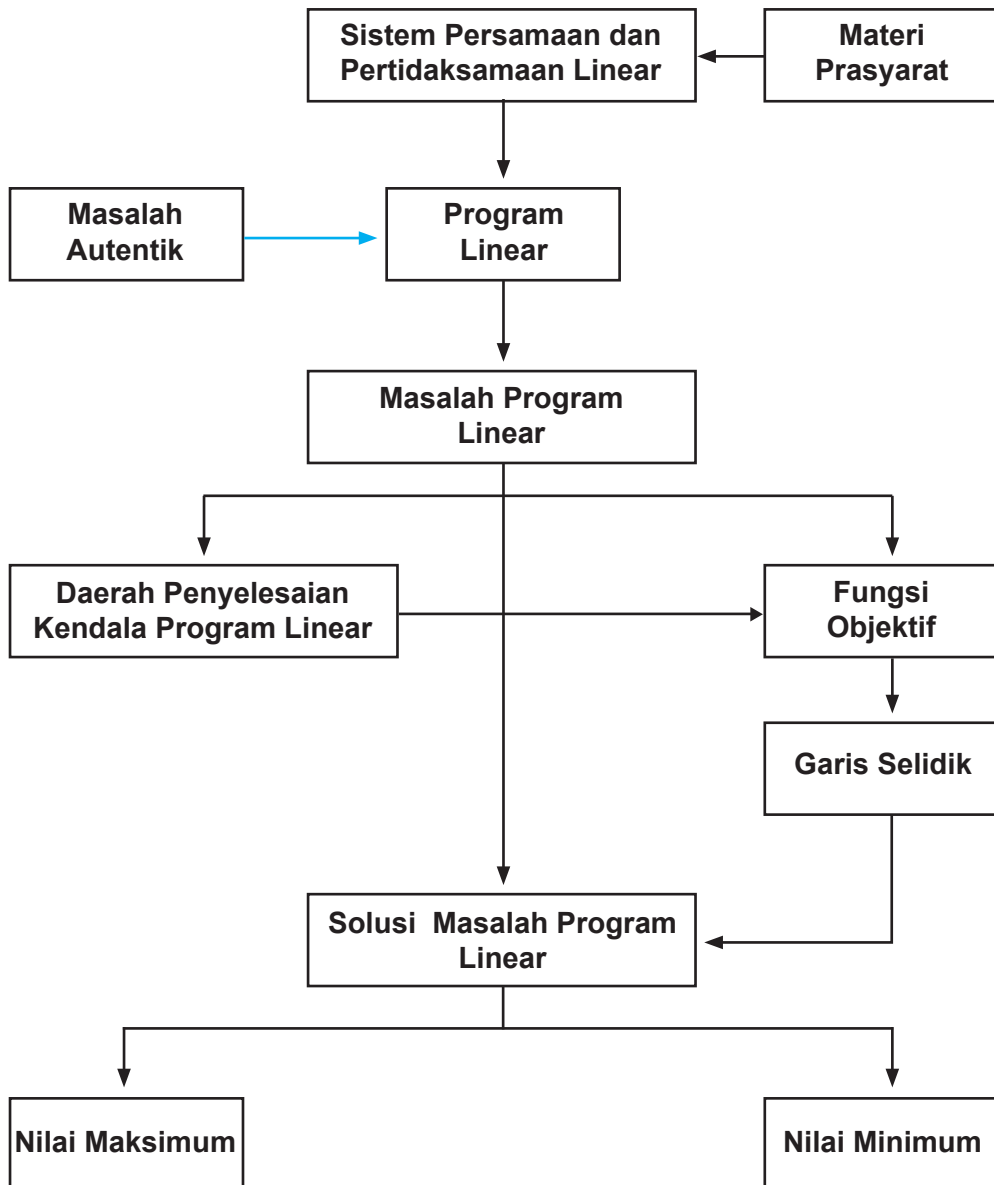 Sistem Persamaan dan
Pertidaksamaan Linear
Materi
Prasyarat
Masalah
Autentik
Program
Linear
Masalah Program
Linear
Daerah Penyelesaian
Kendala Program Linear
Fungsi
Objektif
Garis Selidik
Solusi  Masalah Program
Linear
Nilai Maksimum
Nilai Minimum